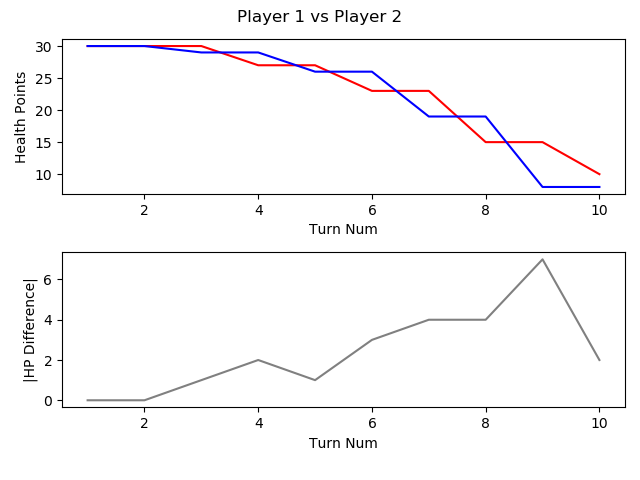 Player 1 vs Player 2
30
25
20
15
10
Health Points
2 4 6 8 10
Turn Num
6
4
2
0
|HP Difference|
2 4 6 8 10
Turn Num